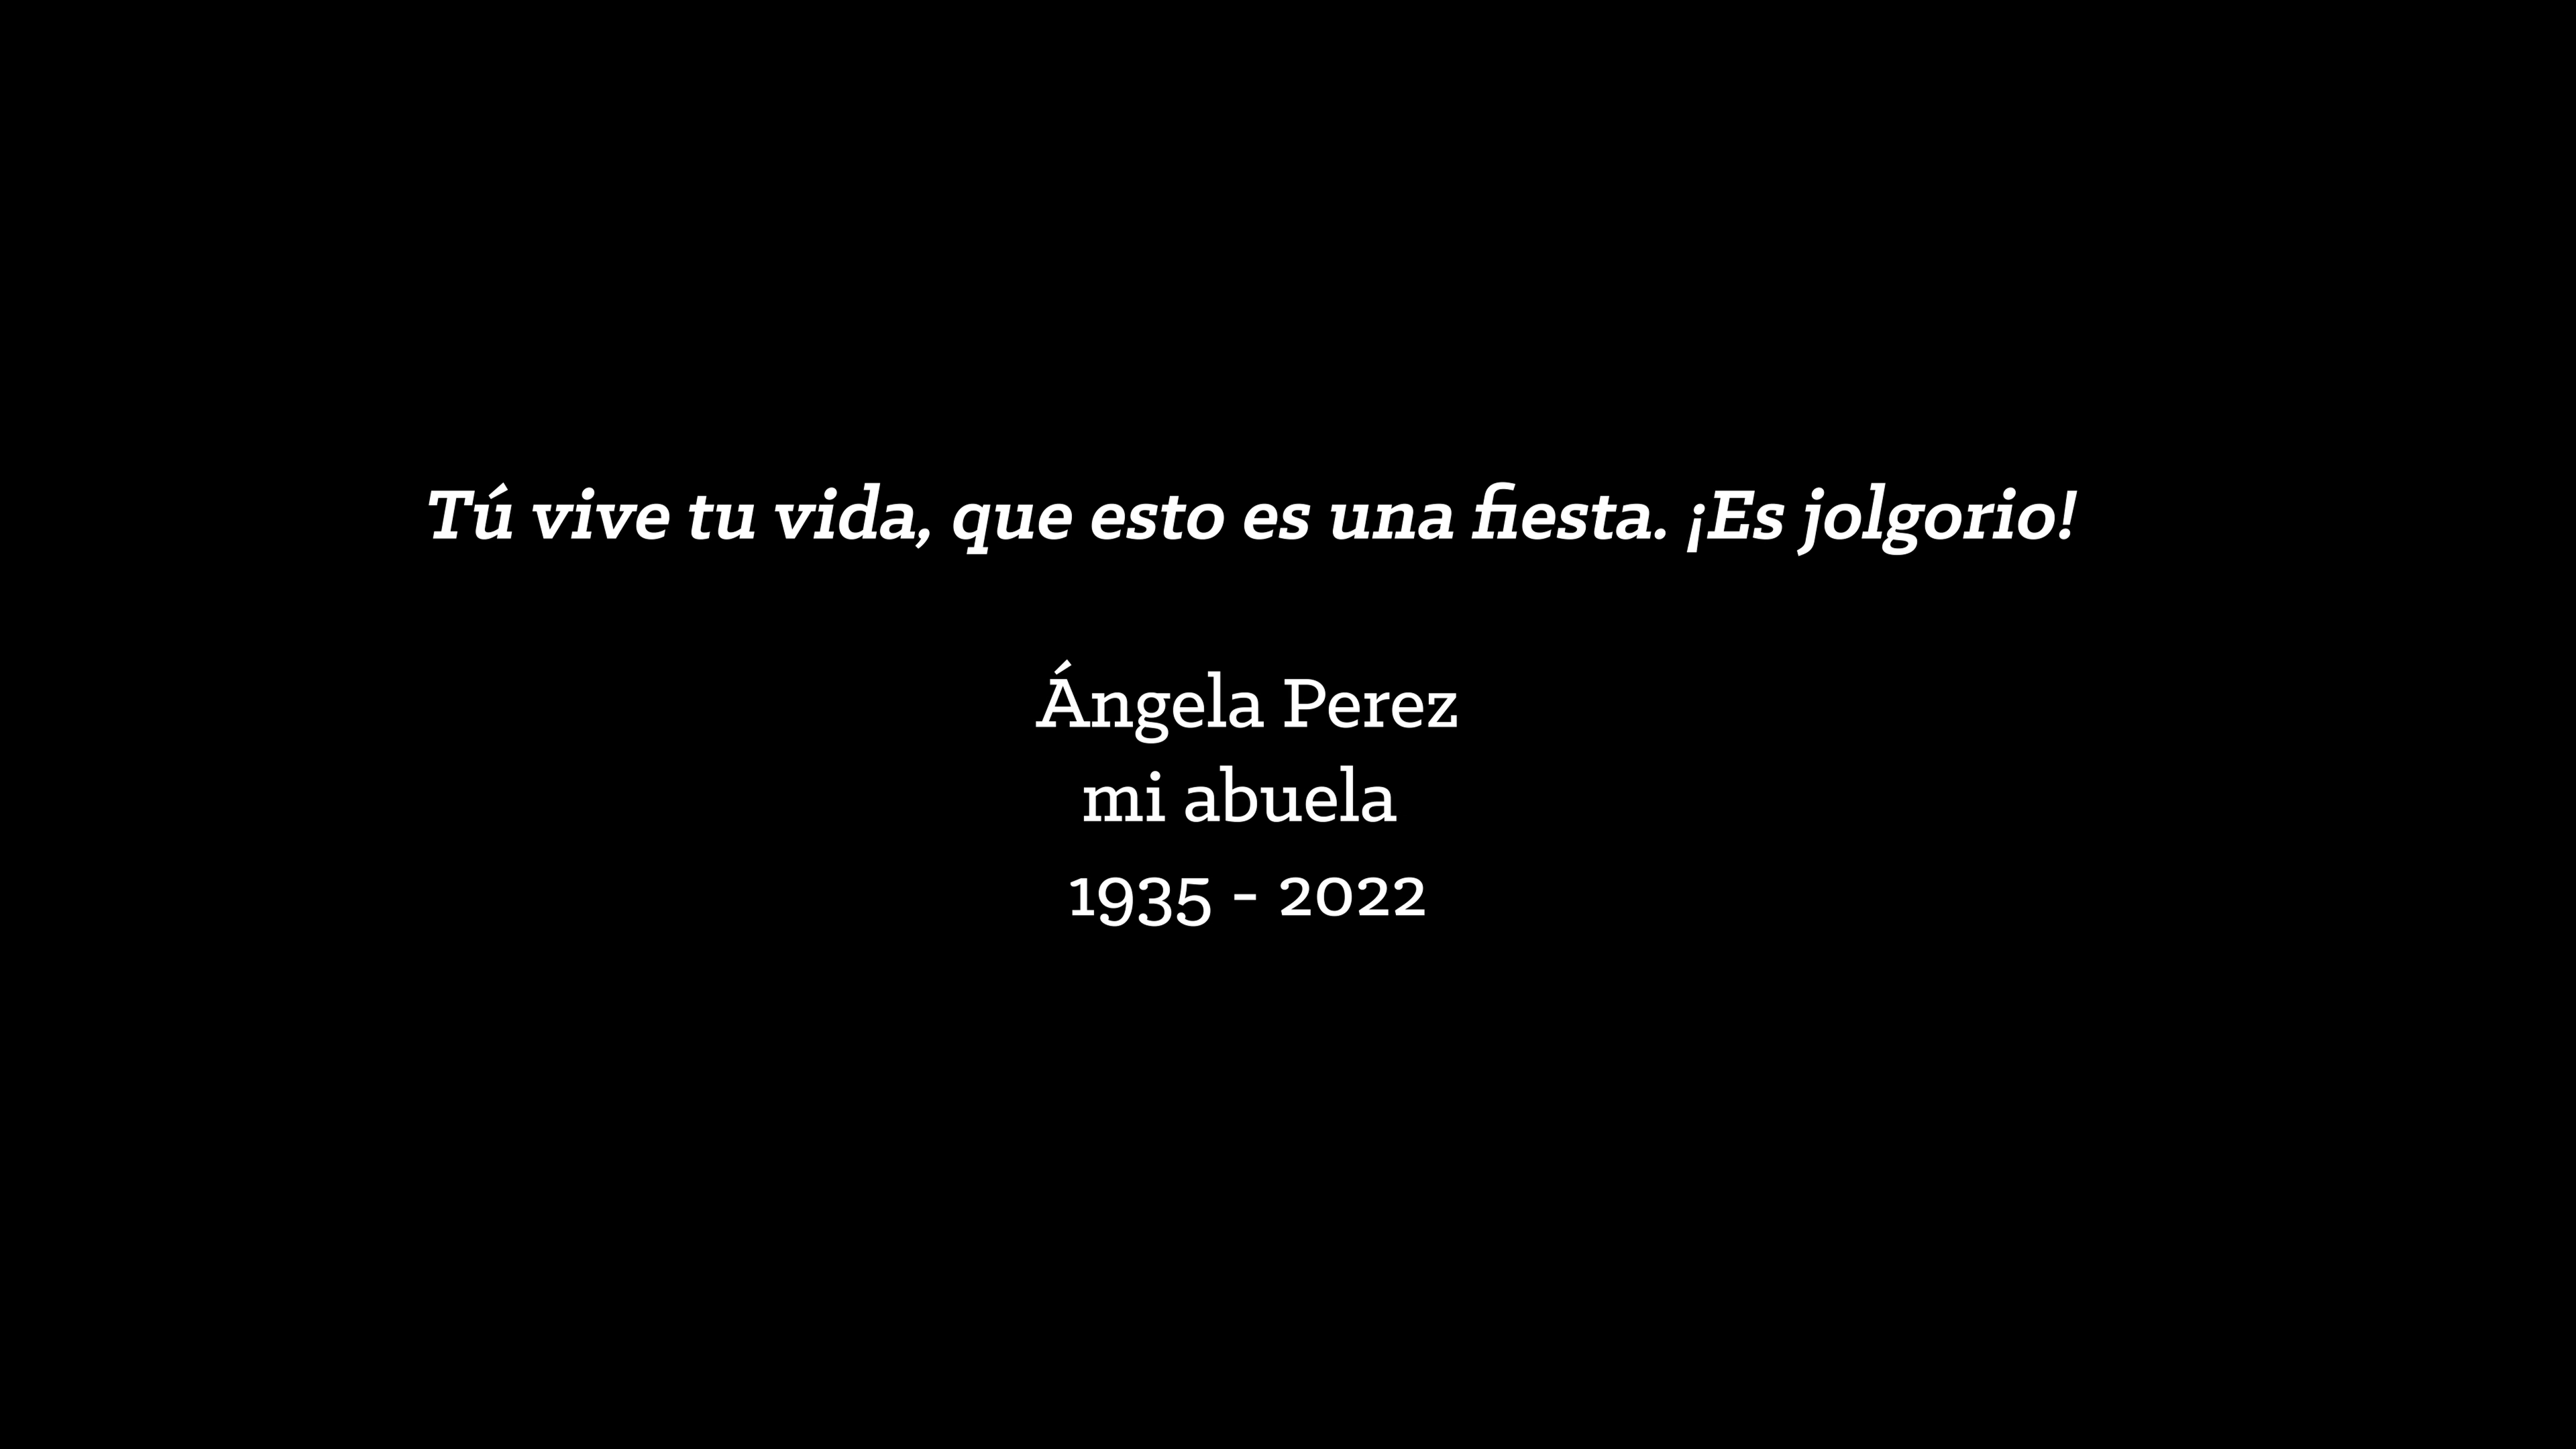 Tú vive tu vida, que esto es una fiesta. ¡Es jolgorio!
Ángela Perez
mi abuela
1935 - 2022